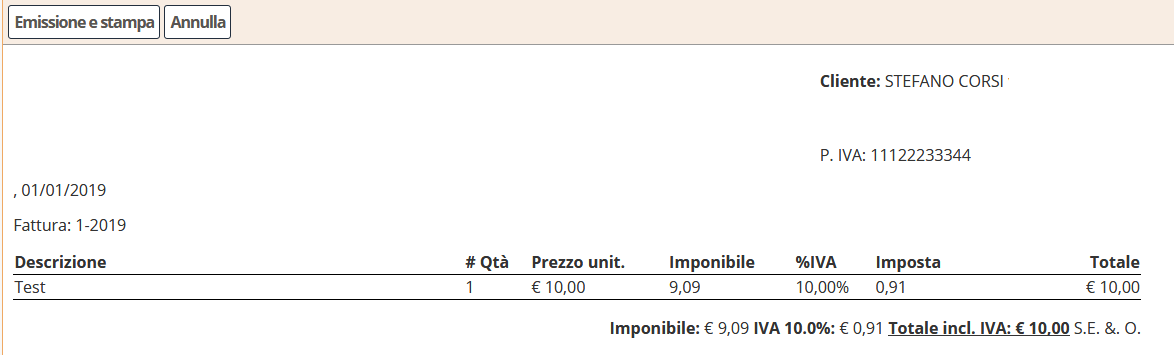 Emissione e stampa Annulla
Cliente: STEFANO CORSI
P. IVA: 11122233344
, 01/01/2019
Fattura: 1-2019
Descrizione # Qtà Prezzo unit. Imponibile %IVA Imposta Totale
Test 1 € 10,00 9,09 10,00% 0,91 € 10,00
Imponibile: € 9,09 IVA 10.0%: € 0,91 Totale incl. IVA: € 10,00 S.E. &. O.